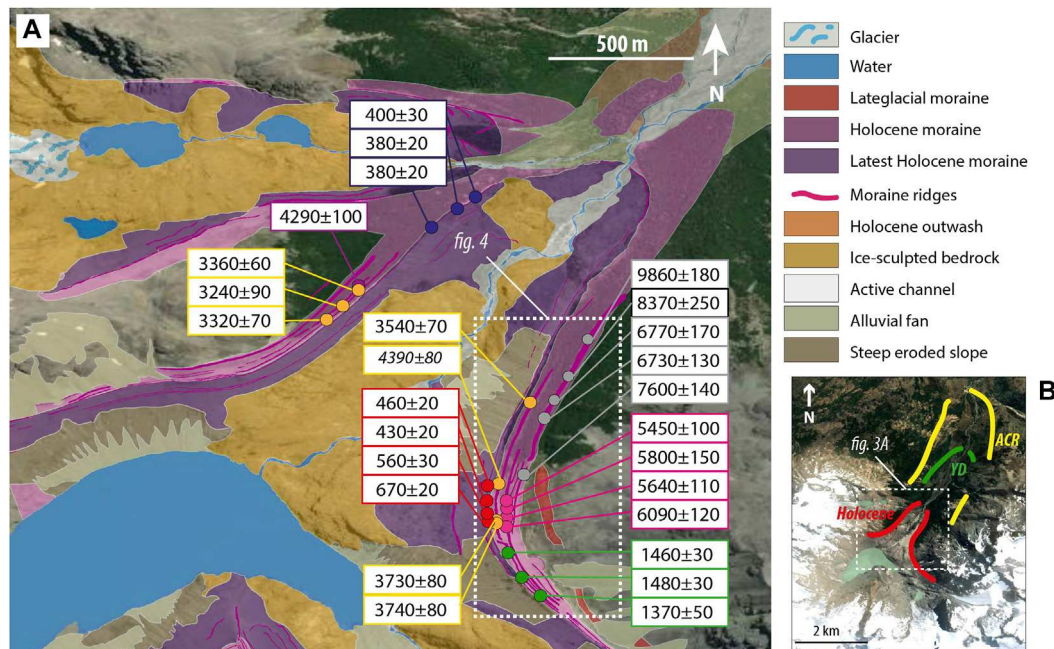 A
500 m
N
400±30
380±20
380±20
4290±100
fig. 4
3360±60
3240±90
3320±70
3540±70
4390±80
460±20
430±20
560±30
670±20
3730±80
3740±80
9860±180
8370±250
6770±170
6730±130
7600±140
5450±100
5800±150
5640±110
6090±120
1460±30
1480±30
1370±50
Glacier
Water
Lateglacial moraine
Holocene moraine
Latest Holocene moraine
Moraine ridges
Holocene outwash
Ice-sculpted bedrock
Active channel
Alluvial fan
Steep eroded slope
B
N
fig. 3A
ACR
YD
Holocene
2 km